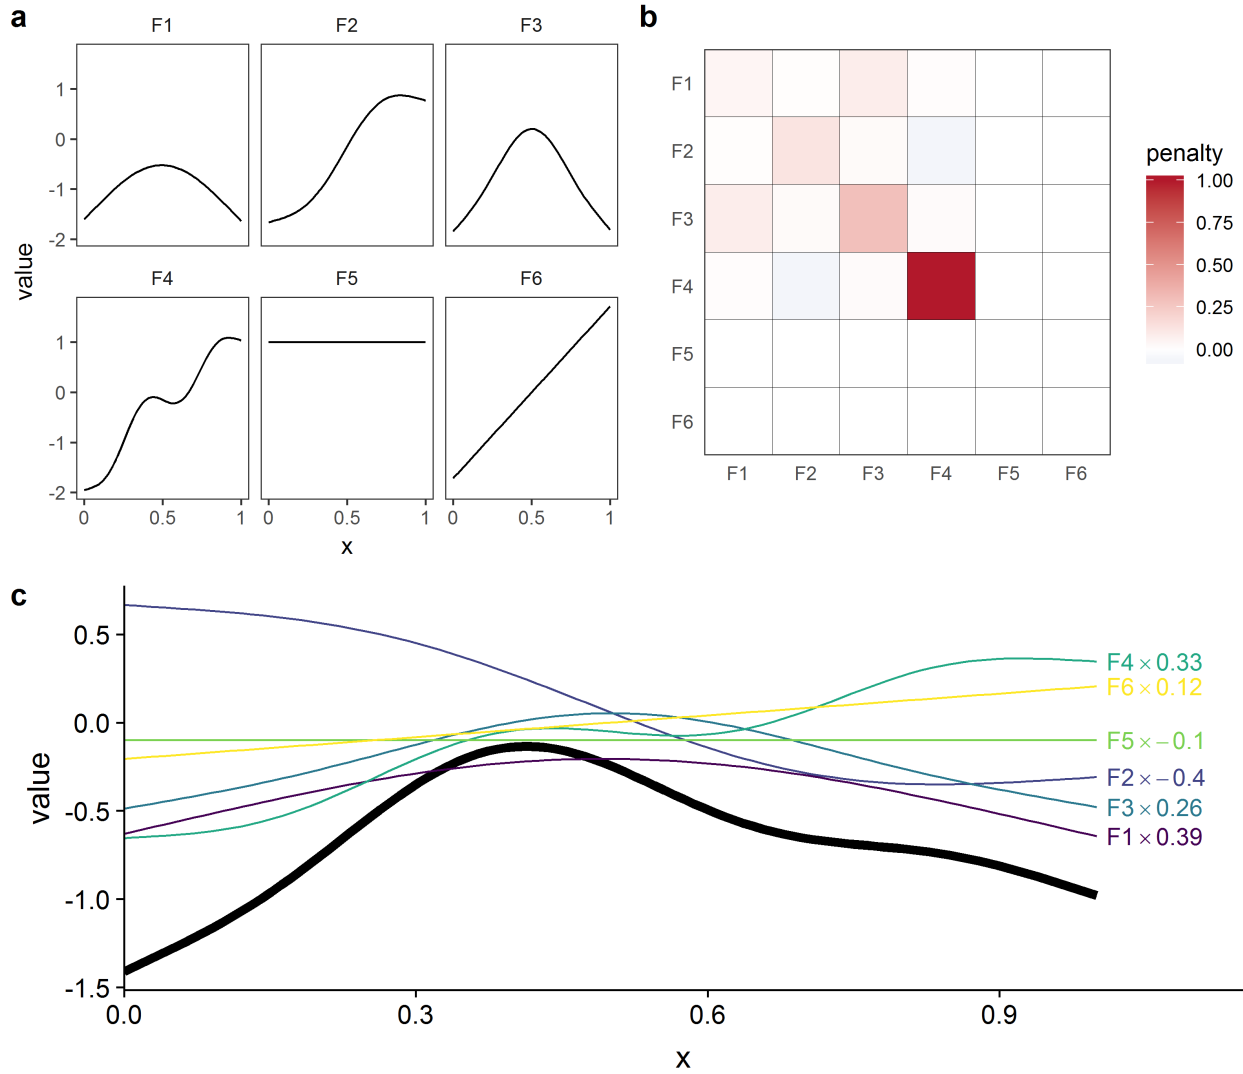 a
F1 F2 F3
1
0
-1
-2
F4 F5 F6
1
0
-1
-2
0 0.5 1 0 0.5 1 0 0.5 1
x
value
b
F1
F2
F3
F4
F5
F6
F1 F2 F3 F4 F5 F6
penalty
1.00
0.75
0.50
0.25
0.00
c
0.5
0.0
-0.5
-1.0
-1.5
0.0 0.3 0.6 0.9
x
value
F4×0.33
F6×0.12
F5×−0.1
F2×−0.4
F3×0.26
F1×0.39